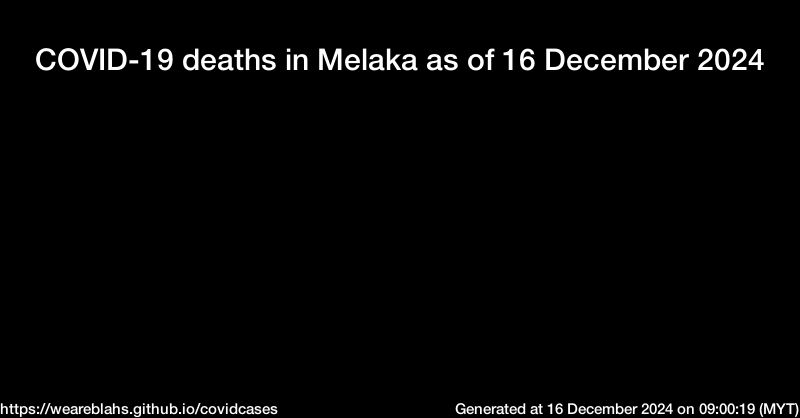 COVID-19 deaths in Melaka as of 16 December 2024
https://weareblahs.github.io/covidcases
Generated at 16 December 2024 on 09:00:19 (MYT)